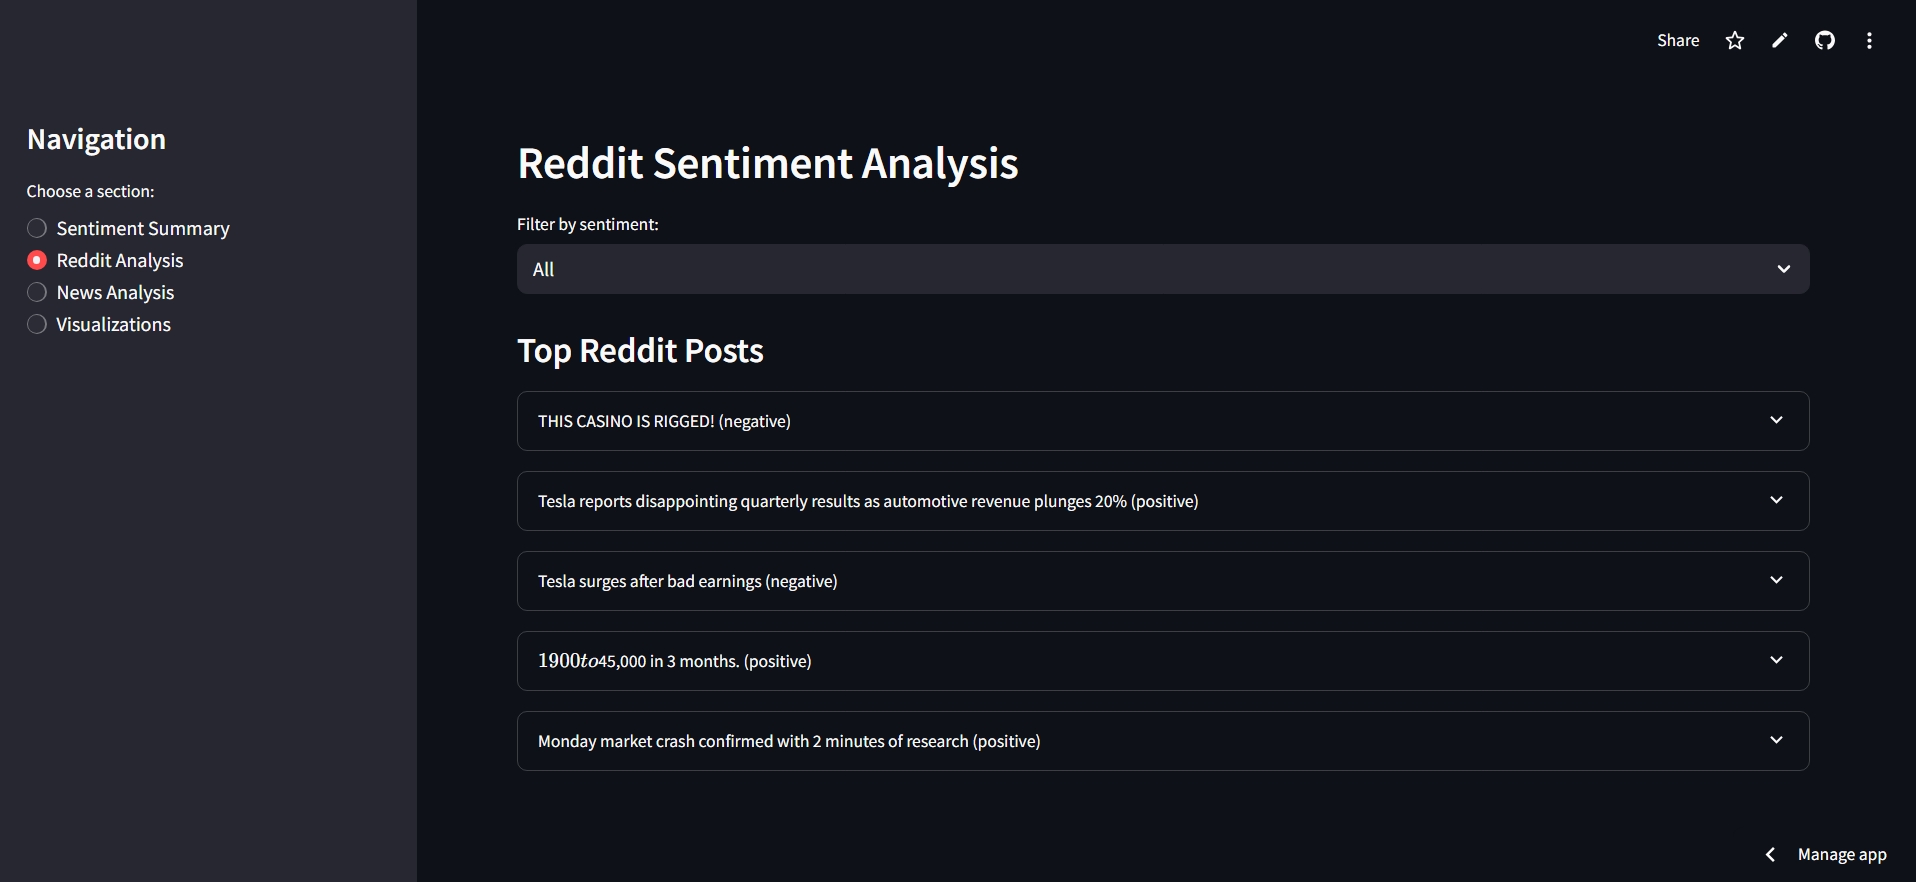 Share
Navigation
Choose a section:
Sentiment Summary
Reddit Analysis
News Analysis
Visualizations
Reddit Sentiment Analysis
Filter by sentiment:
All
Top Reddit Posts
THIS CASINO IS RIGGED! (negative)
Tesla reports disappointing quarterly results as automotive revenue plunges 20% (positive)
Tesla surges after bad earnings (negative)
1900to45,000 in 3 months. (positive)
Monday market crash confirmed with 2 minutes of research (positive)
Manage app